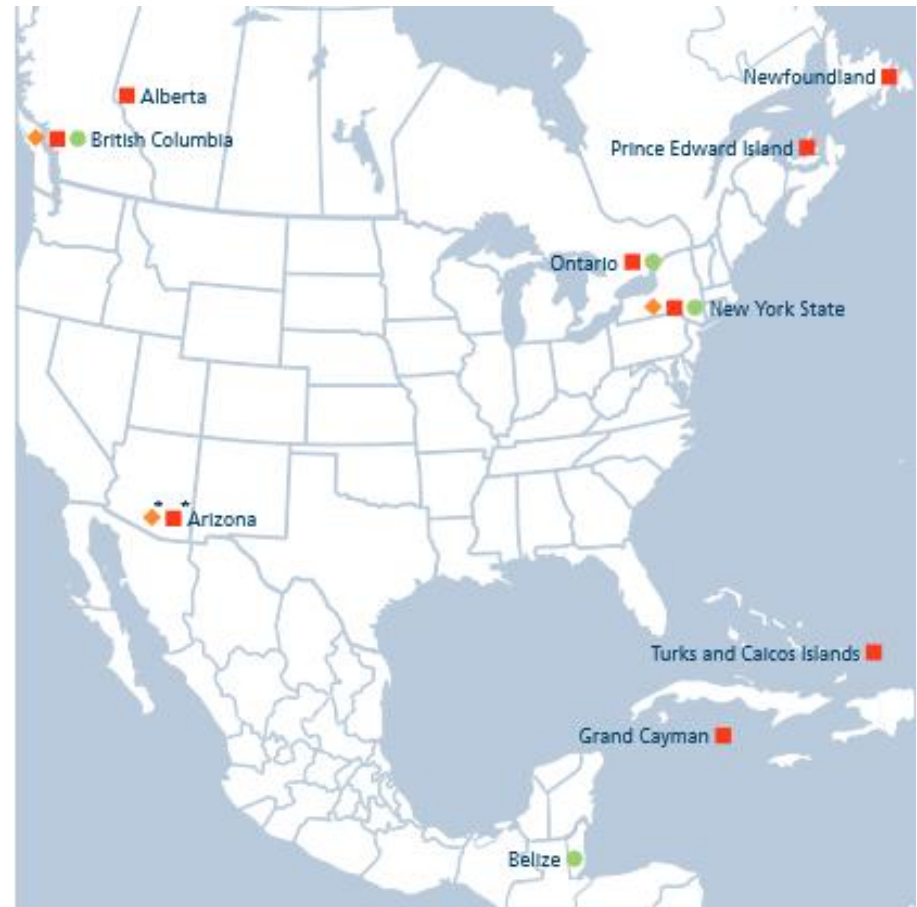 Newfoundland
Alberta
British Columbia
Prince Edward Island
Ontario
New York State
* *
Arizona
Turks and Caicos Islands
Grand Cayman
Belize